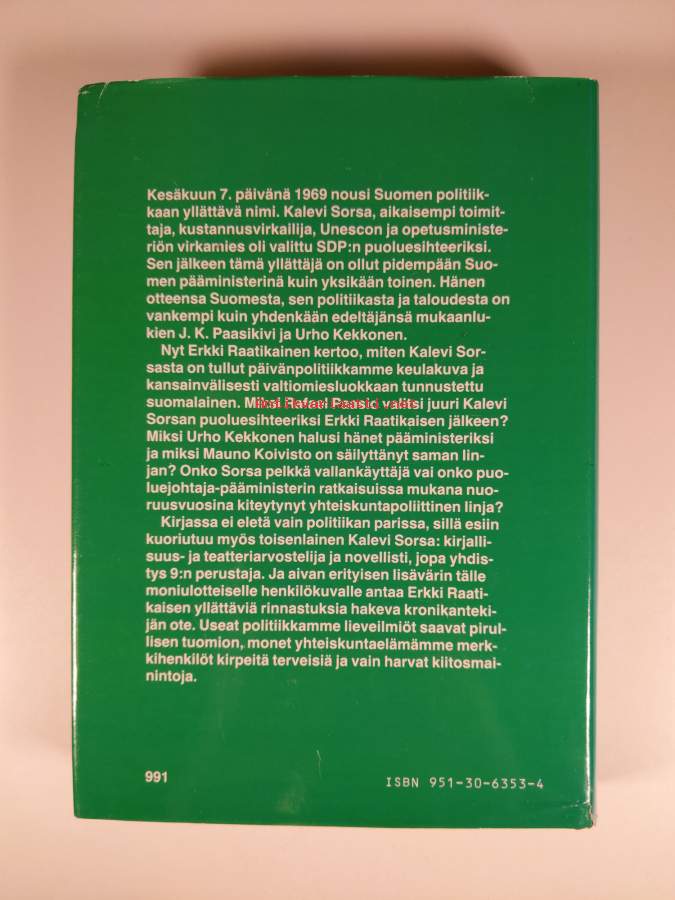 Kesäkuun 7. päivänä 1969 nousi Suomen politiik-
kaan yllättävä nimi. Kalevi Sorsa, aikaisempi toimit-
taja, kustannusvirkailija, Unescon ja opetusministe-
riön virkamies oli valittu SDP:n puoluesihteeriksi.
Sen jälkeen tämä yllättäjä on ollut pidempään Suo-
men pääministerinä kuin yksikään toinen. Hänen
otteensa Suomesta, sen politiikasta ja taloudesta on
vankempi kuin yhdenkään edeltäjänsä mukaanlu-
kien J. K. Paasikivi ja Urho Kekkonen.
Nyt Erkki Raatikainen kertoo, miten Kalevi Sor-
sasta on tullut päivänpolitiikkamme keulakuva ja
kansainvälisesti valtiomiesluokkaan tunnustettu
suomalainen. Miksi Rafael Paasio valitsi juuri Kalevi
Sorsan puoluesihteeriksi Erkki Raatikaisen jälkeen?
Miksi Urho Kekkonen halusi hänet pääministeriksi
ja miksi Mauno Koivisto on säilyttänyt saman lin-
jan? Onko Sorsa pelkkä vallankäyttäjä vai onko puo-
luejohtaja-pääministerin ratkaisuissa mukana nuo-
ruusvuosina kiteytynyt yhteiskuntapoliittinen linja?
Kirjassa ei eletä vain politiikan parissa, sillä esiin
kuoriutuu myös toisenlainen Kalevi Sorsa: kirjalli-
suus- ja teatteriarvostelija ja novellisti, jopa yhdis-
tys 9:n perustaja. Ja aivan erityisen lisävärin tälle
moniulotteiselle henkilökuvalle antaa Erkki Raati-
kaisen yllättäviä rinnastuksia hakeva kronikanteki-
jän ote. Useat politiikkamme lieveilmiöt saavat pirul-
lisen tuomion, monet yhteiskuntaelämämme merk-
kihenkilöt kirpeitä terveisiä ja vain harvat kiitosmai-
nintoja.
991
ISBN 951-30-6353-4